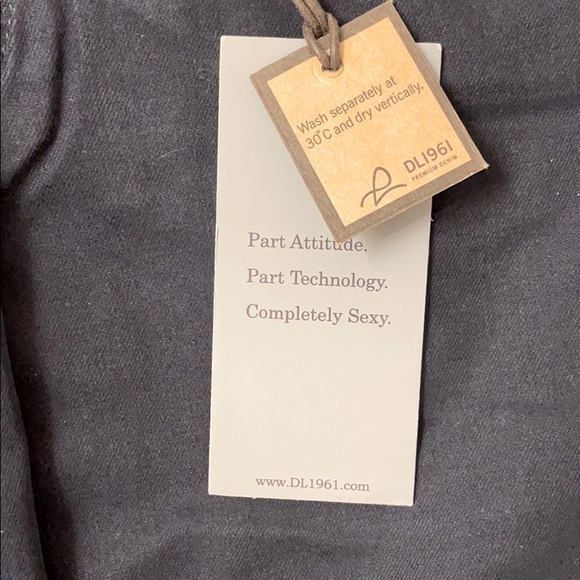 Wash separately at
30°C and dry vertically.
DL1961
PREMIUM DENIM
Part Attitude.
Part Technology.
Completely Sexy.
www.DL1961.com